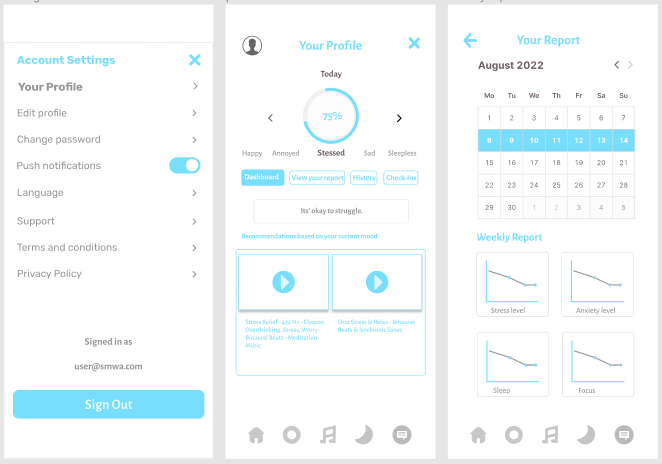 Account Settings
Your Profile
Edit profile
Change password
Push notifications
Language
Support
Terms and conditions
Privacy Policy
Signed in as
user@smwa.com
Sign Out
Your Profile
Today
75%
Happy Annoyed Stessed Sad Sleepless
Deshboard View your report History Check-Ins
Its' okay to struggle.
Recommendations based on your current mood
Stress Relief - 432 Hz - Cleanse
Overthinking, Stress, Worry -
Binaural Beats - Meditation
Music
Stop Stress & Relax - Binaural
Beats & Isochronic Tones
Your Report
August 2022
Mo Tu We Th Fr Sa Su
1 2 3 4 5 6 7
8 9 10 11 12 13 14
15 16 17 18 19 20 21
22 23 24 25 26 27 28
29 30 1 2 3 4 5
Weekly Report
Stress level
Anxiety level
Sleep
Focus